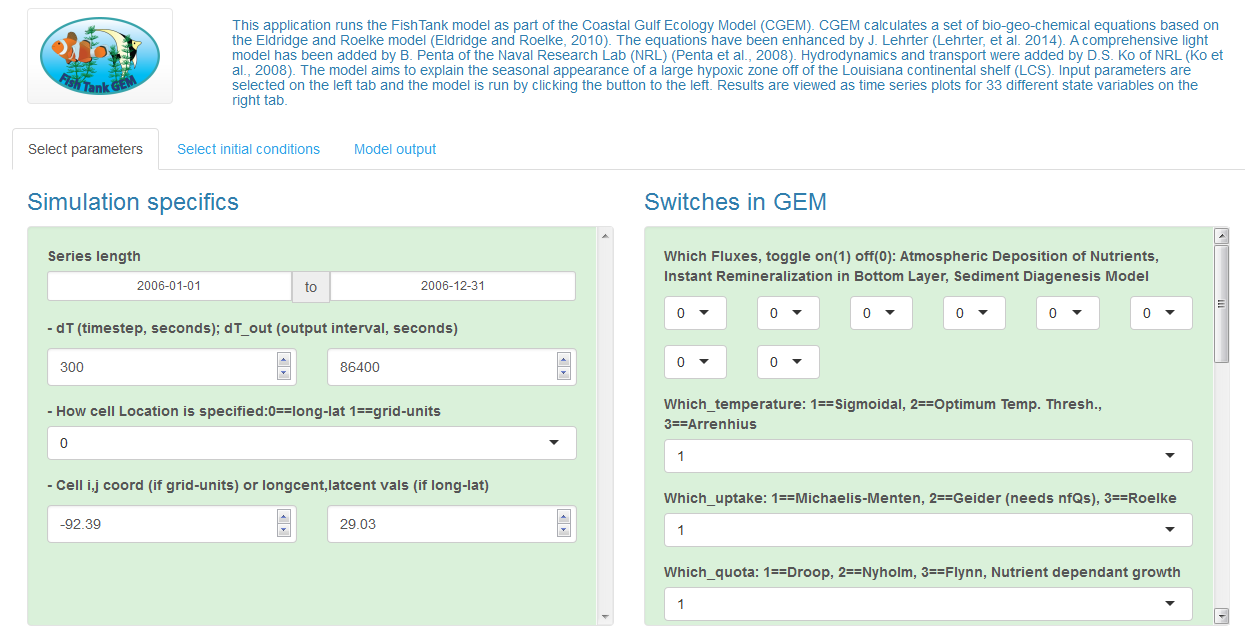 Fish Tank GEM
This application runs the FishTank model as part of the Coastal Gulf Ecology Model (CGEM). CGEM calculates a set of bio-geo-chemical equations based on
the Eldridge and Roelke model (Eldridge and Roelke, 2010). The equations have been enhanced by J. Lehrter (Lehrter, et al. 2014). A comprehensive light
model has been added by B. Penta of the Naval Research Lab (NRL) (Penta et al., 2008). Hydrodynamics and transport were added by D.S. Ko of NRL (Ko et
al., 2008). The model aims to explain the seasonal appearance of a large hypoxic zone off of the Louisiana continental shelf (LCS). Input parameters are
selected on the left tab and the model is run by clicking the button to the left. Results are viewed as time series plots for 33 different state variables on the
right tab.
Select parameters Select initial conditions Model output
Simulation specifics
Series length
2006-01-01 to 2006-12-31
- dT (timestep, seconds); dT_out (output interval, seconds)
300 86400
- How cell Location is specified:0==long-lat 1==grid-units
0
- Cell i,j coord (if grid-units) or longcent,latcent vals (if long-lat)
-92.39 29.03
Switches in GEM
Which Fluxes, toggle on(1) off(0): Atmospheric Deposition of Nutrients,
Instant Remineralization in Bottom Layer, Sediment Diagenesis Model
0 0 0 0 0 0
0 0
Which_temperature: 1==Sigmoidal, 2==Optimum Temp. Thresh.,
3==Arrenhius
1
Which_uptake: 1==Michaelis-Menten, 2==Geider (needs nfQs), 3==Roelke
1
Which_quota: 1==Droop, 2==Nyholm, 3==Flynn, Nutrient dependant growth
1